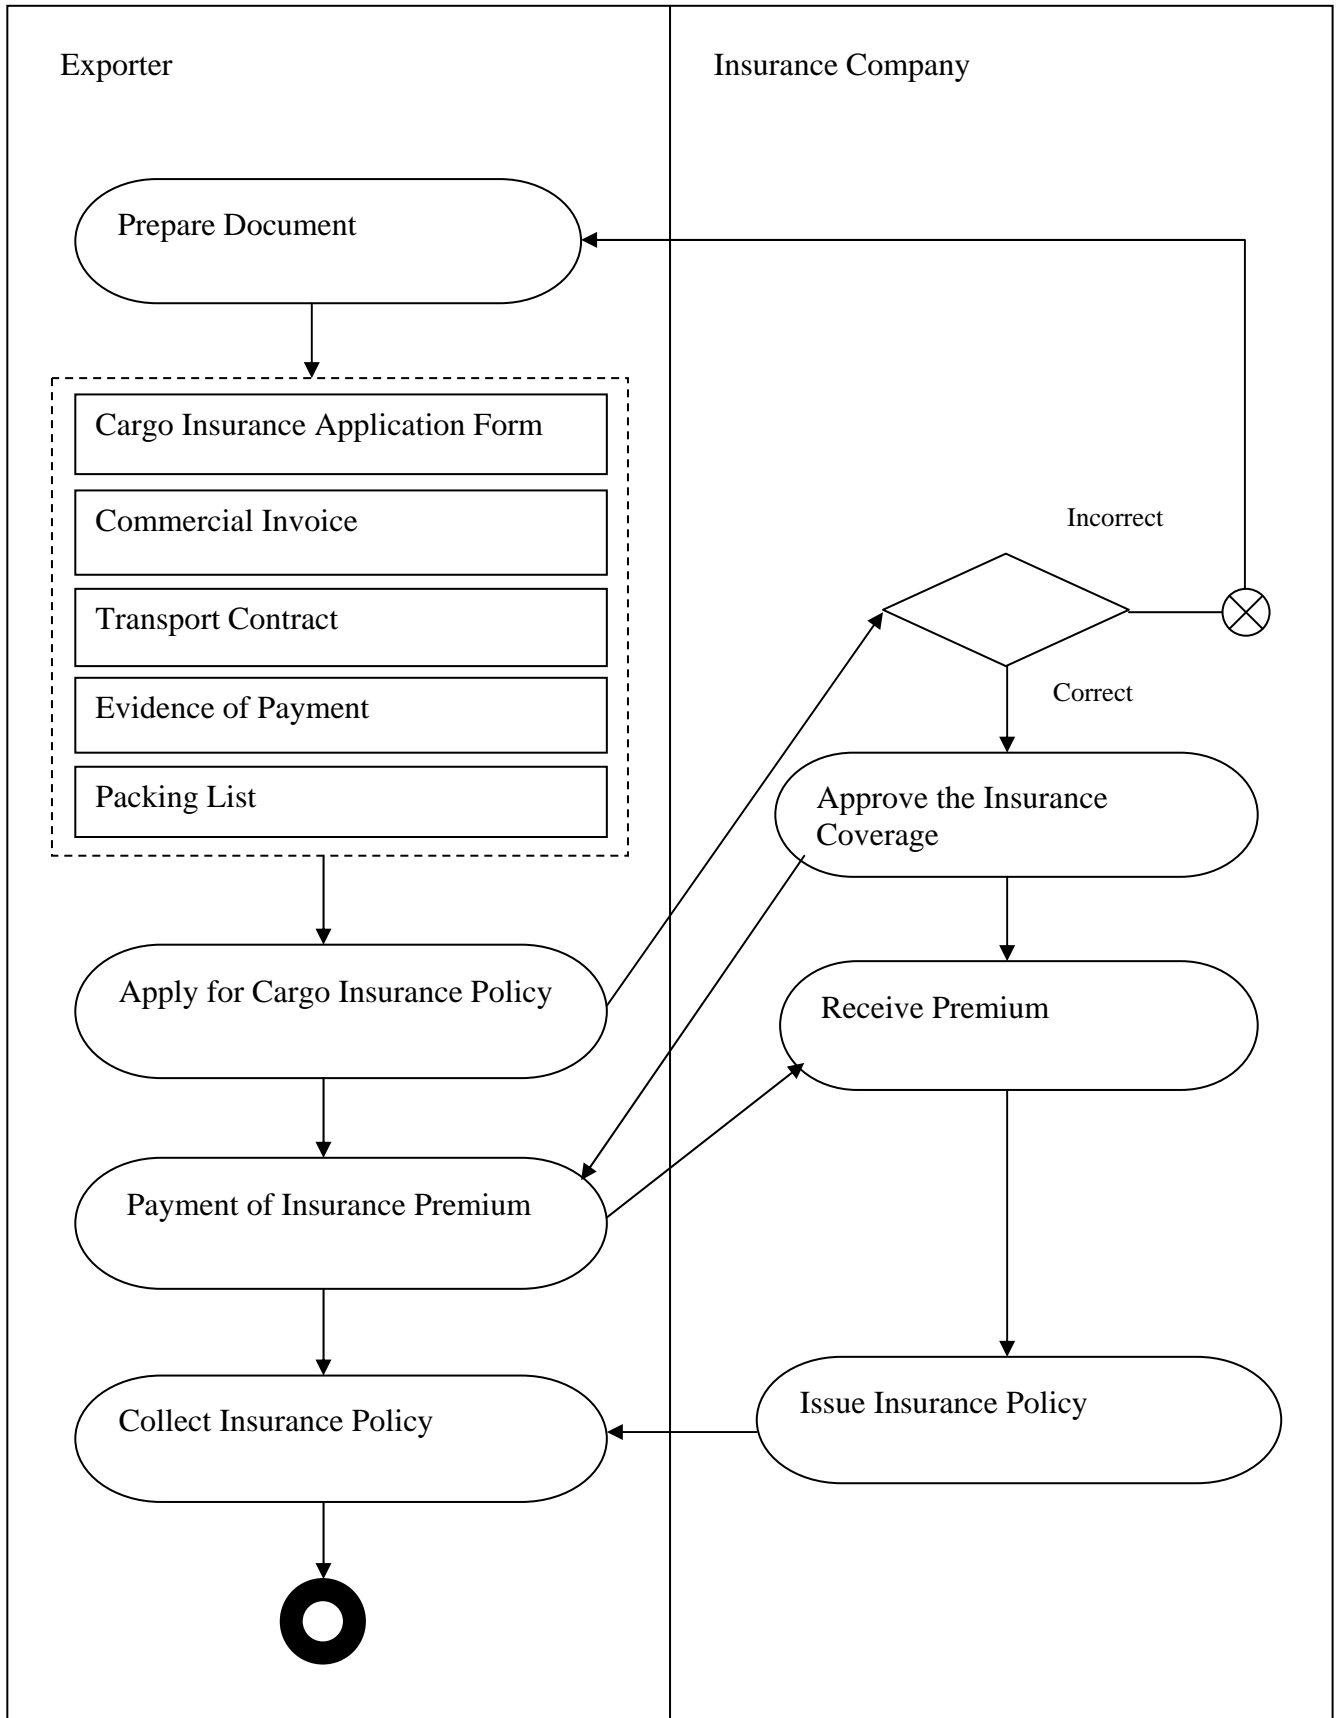 Exporter
Insurance Company
Prepare Document
Cargo Insurance Application Form
Commercial Invoice
Transport Contract
Evidence of Payment
Packing List
Incorrect
Correct
Approve the Insurance
Coverage
Apply for Cargo Insurance Policy
Receive Premium
Payment of Insurance Premium
Collect Insurance Policy
Issue Insurance Policy